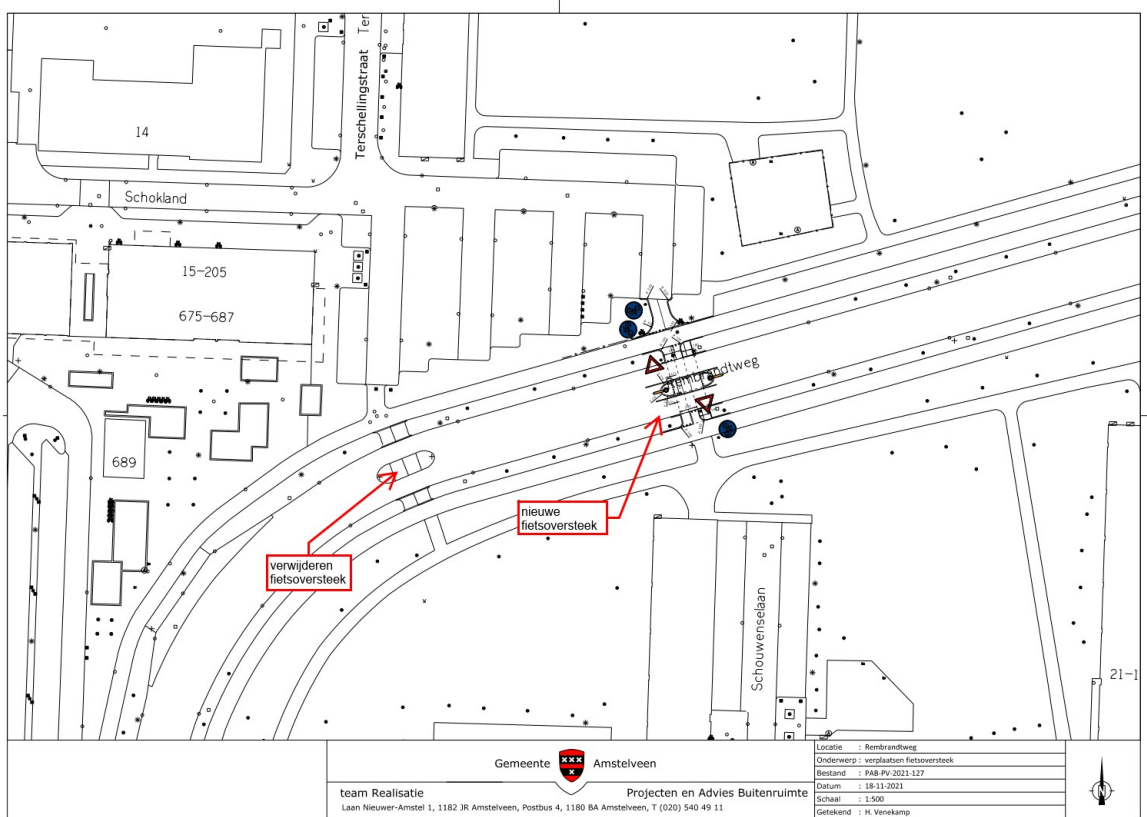 Terschellingstraat Ter
14
Schokland
15-205
675-687
Rembrandtweg
689
nieuwe
fietsoversteek
verwijderen
fietsoversteek
Schouwenselaan
21-1
Gemeente Amstelveen
team Realisatie
Projecten en Advies Buitenruimte
Laan Nieuwer-Amstel 1, 1182 JR Amstelveen, Postbus 4, 1180 BA Amstelveen, T (020) 540 49 11
Locatie : Rembrandtweg
Onderwerp : verplaatsen fietsoversteek
Bestand : PAB-PV-2021-127
Datum : 18-11-2021
Schaal : 1:500
Getekend : H. Venekamp